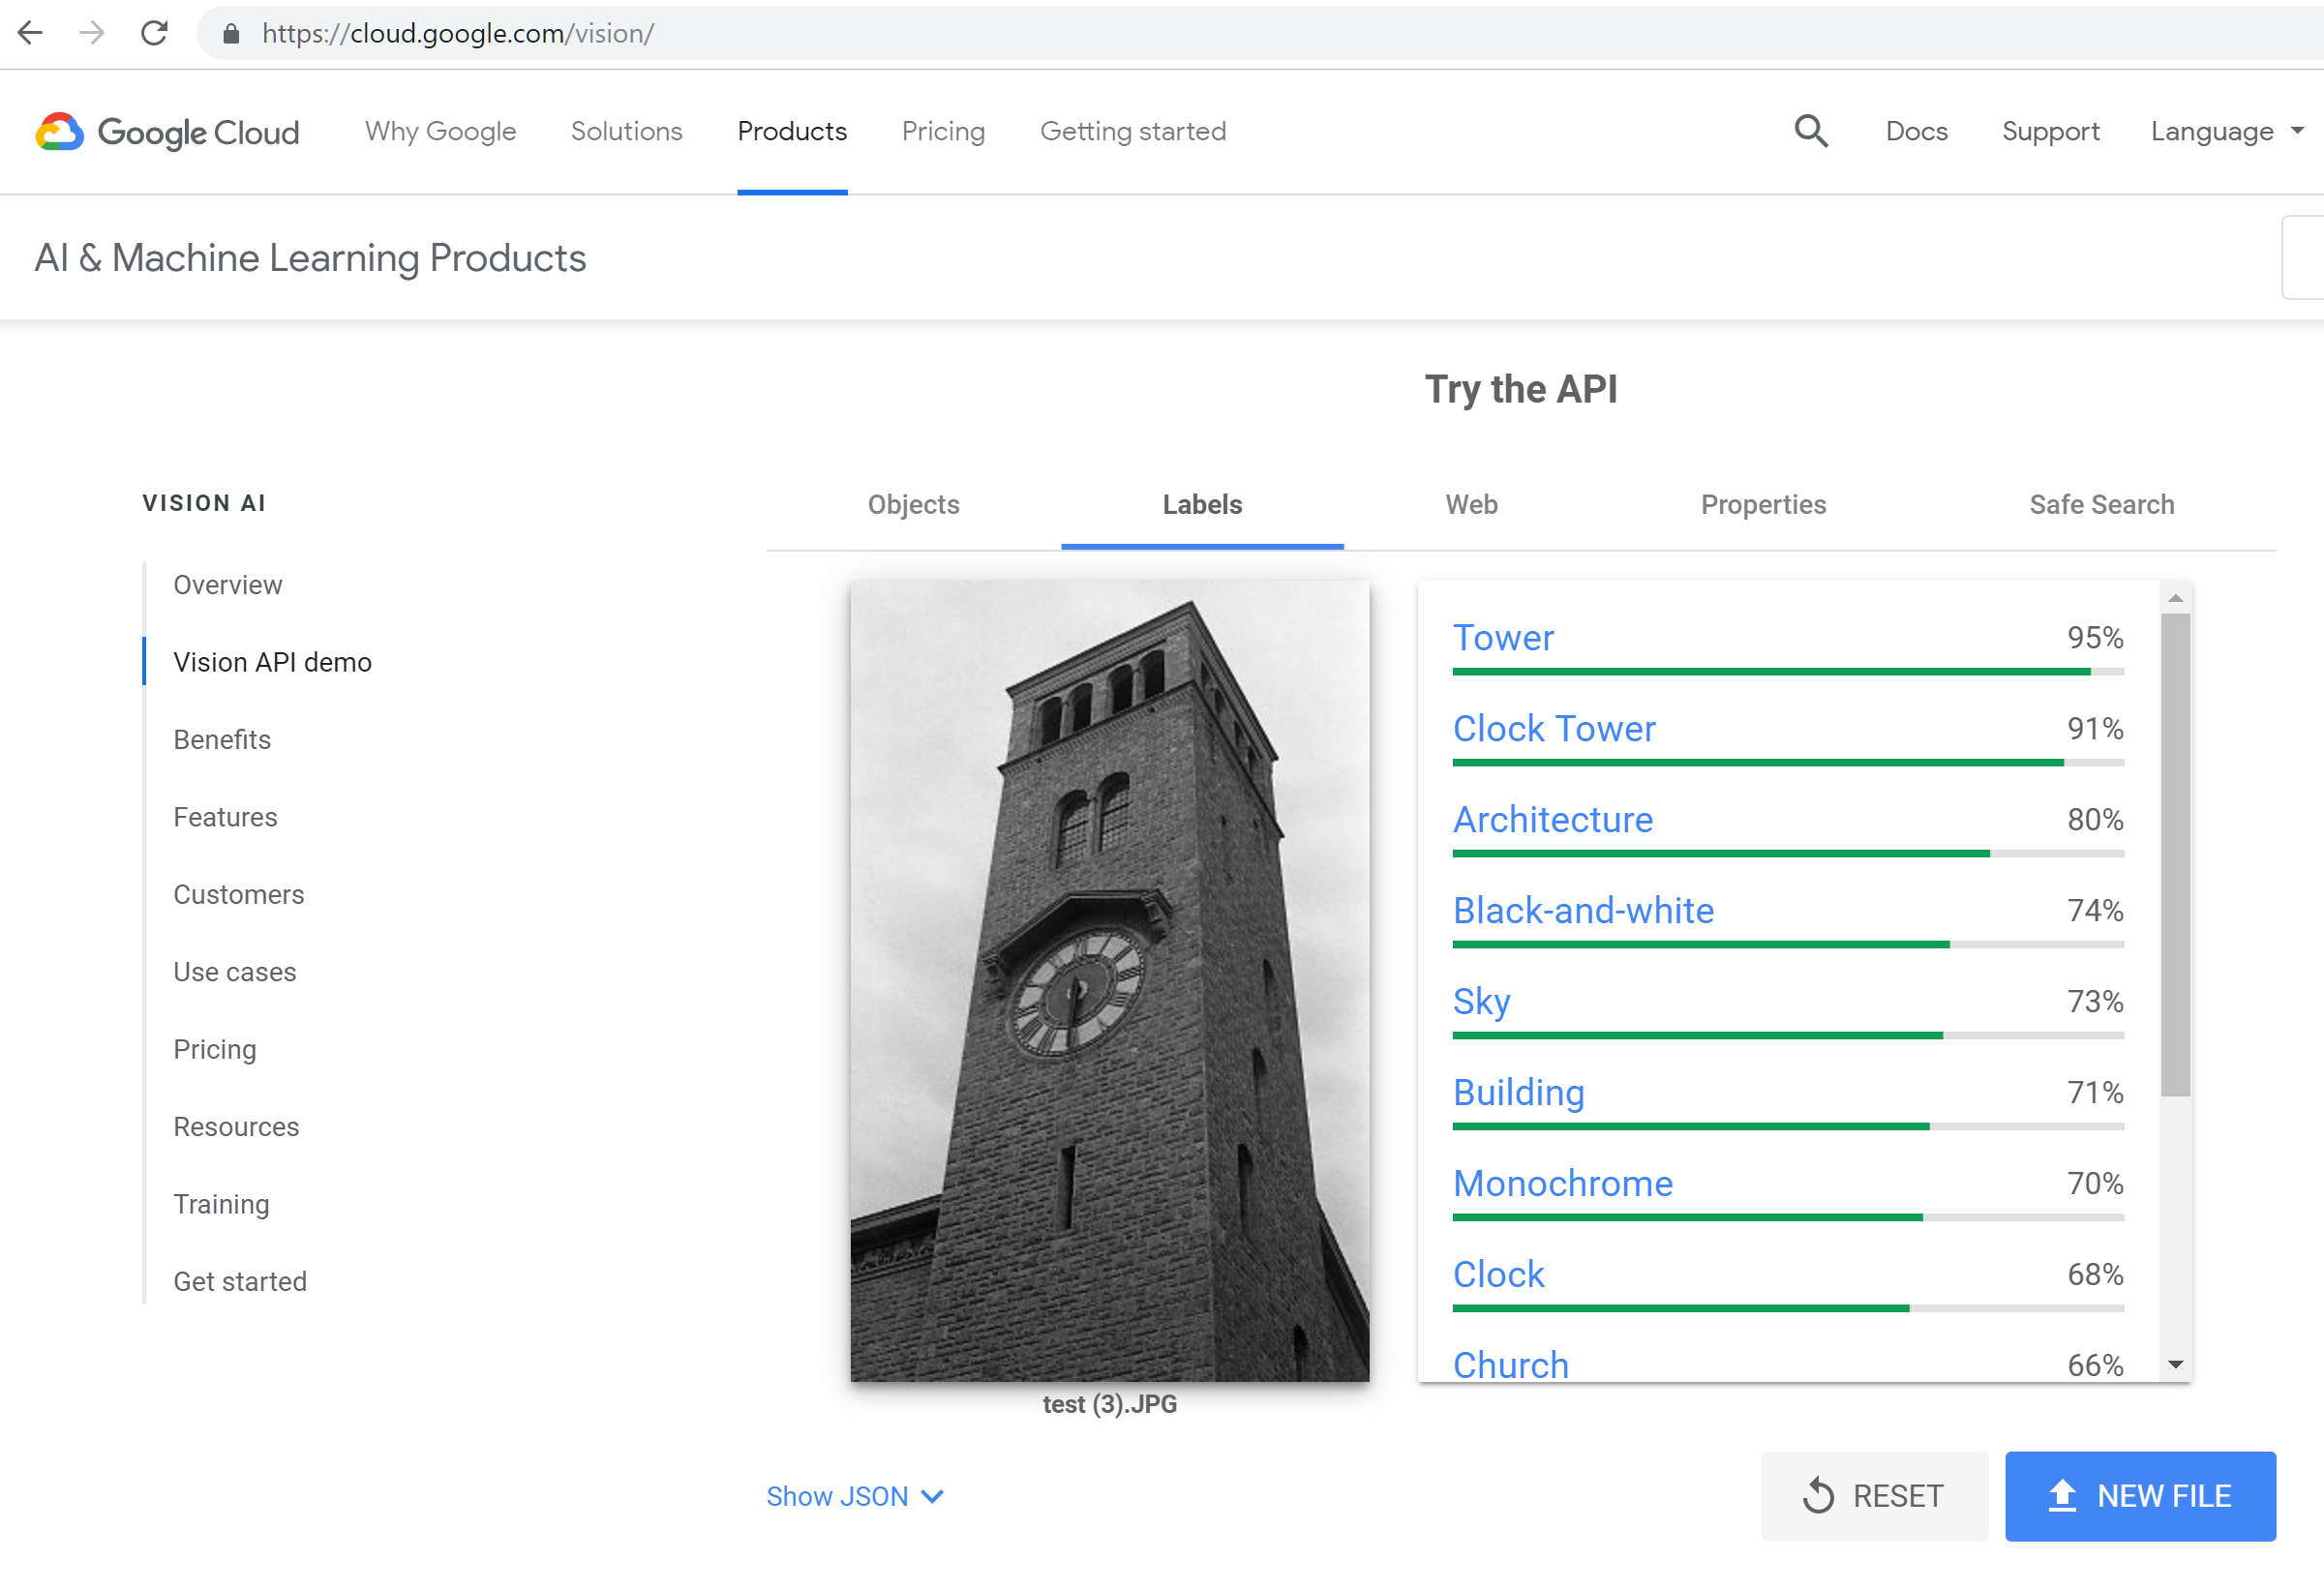 https://cloud.google.com/vision/
Google Cloud Why Google Solutions Products Pricing Getting started Docs Support Language
AI & Machine Learning Products
Try the API
VISION AI
Overview
Vision API demo
Benefits
Features
Customers
Use cases
Pricing
Resources
Training
Get started
Objects Labels Web Properties Safe Search
Tower 95%
Clock Tower 91%
Architecture 80%
Black-and-white 74%
Sky 73%
Building 71%
Monochrome 70%
Clock 68%
Church 66%
test (3).JPG
Show JSON
RESET
NEW FILE